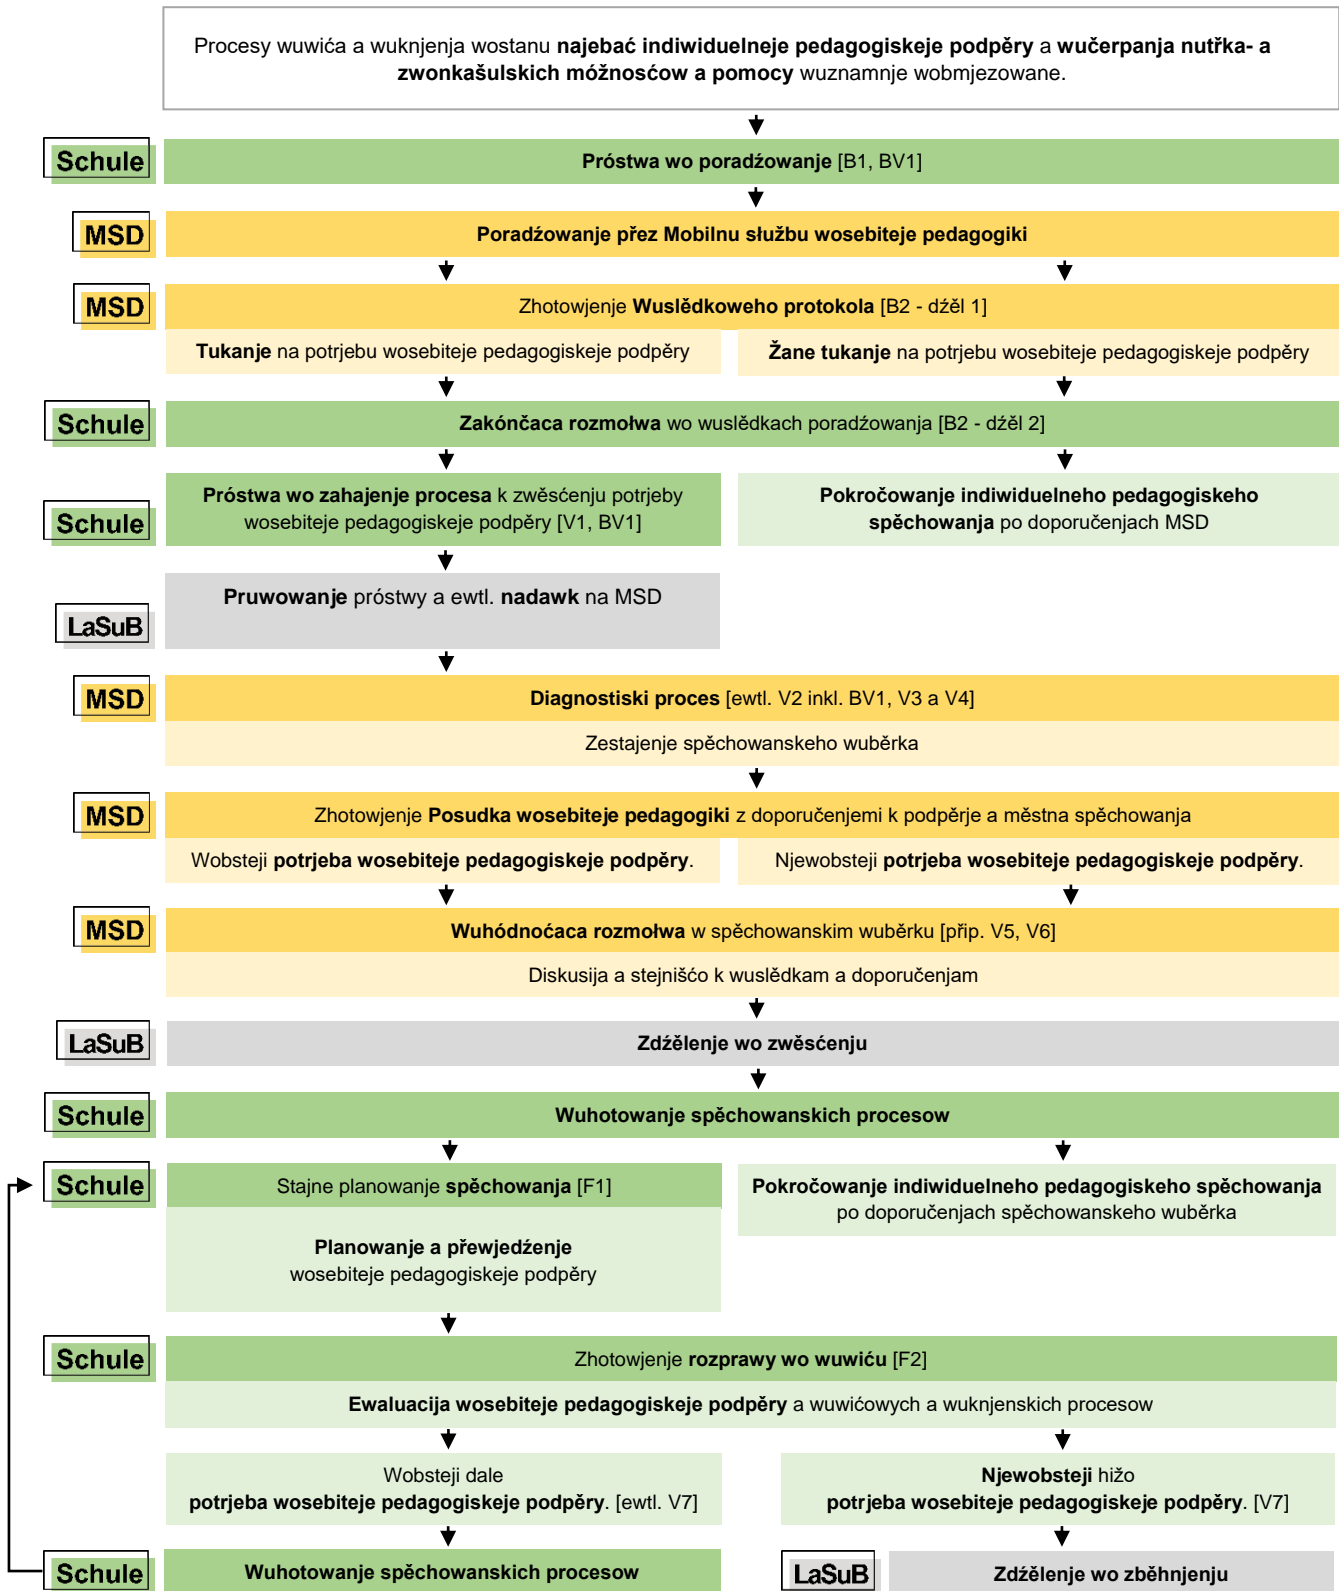 Procesy wuwića a wuknjenja wostanu najebać indiwiduelneje pedagogiskeje podpěry a wučerpanja nutřka- a
zwonkašulskich móžnosćow a pomocy wuznamnje wobmjezowane.
Schule
Próstwa wo poradźowanje [B1, BV1]
MSD
Poradźowanje přez Mobilnu słužbu wosebiteje pedagogiki
MSD
Zhotowjenje Wuslědkoweho protokola [B2 - dźěl 1]
Tukanje na potrjebu wosebiteje pedagogiskeje podpěry
Žane tukanje na potrjebu wosebiteje pedagogiskeje podpěry
Schule
Zakónčaca rozmołwa wo wuslědkach poradźowanja [B2 - dźěl 2]
Schule
Próstwa wo zahajenje procesa k zwěsćenju potrjeby
wosebiteje pedagogiskeje podpěry [V1, BV1]
Pokročowanje indiwiduelneho pedagogiskeho
spěchowanja po doporučenjach MSD
LaSuB
Pruwowanje próstwy a ewtl. nadawk na MSD
MSD
Diagnostiski proces [ewtl. V2 inkl. BV1, V3 a V4]
Zestajenje spěchowanskeho wuběrka
MSD
Zhotowjenje Posudka wosebiteje pedagogiki z doporučenjemi k podpěrje a městna spěchowanja
Wobsteji potrjeba wosebiteje pedagogiskeje podpěry.
Njewobsteji potrjeba wosebiteje pedagogiskeje podpěry.
MSD
Wuhódnoćaca rozmołwa w spěchowanskim wuběrku [přip. V5, V6]
Diskusija a stejnišćo k wuslědkam a doporučenjam
LaSuB
Zdźělenje wo zwěsćenju
Schule
Wuhotowanje spěchowanskich procesow
Schule
Stajne planowanje spěchowanja [F1]
Planowanje a přewjedźenje
wosebiteje pedagogiskeje podpěry
Pokročowanje indiwiduelneho pedagogiskeho spěchowanja
po doporučenjach spěchowanskeho wuběrka
Schule
Zhotowjenje rozprawy wo wuwiću [F2]
Ewaluacija wosebiteje pedagogiskeje podpěry a wuwićowych a wuknjenskich procesow
Wobsteji dale
potrjeba wosebiteje pedagogiskeje podpěry. [ewtl. V7]
Njewobsteji hižo
potrjeba wosebiteje pedagogiskeje podpěry. [V7]
Schule
Wuhotowanje spěchowanskich procesow
LaSuB
Zdźělenje wo zběhnjenju